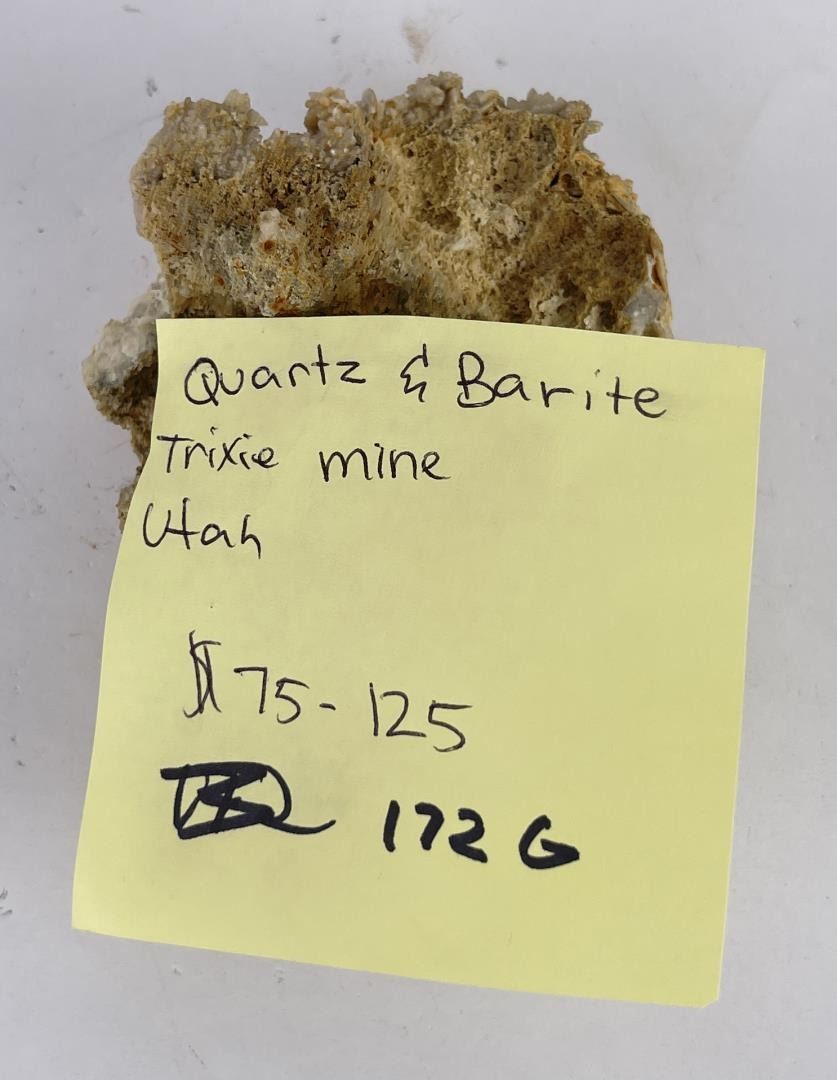 Quartz & Barite
Trixie mine
Utah
$75-125
172 G